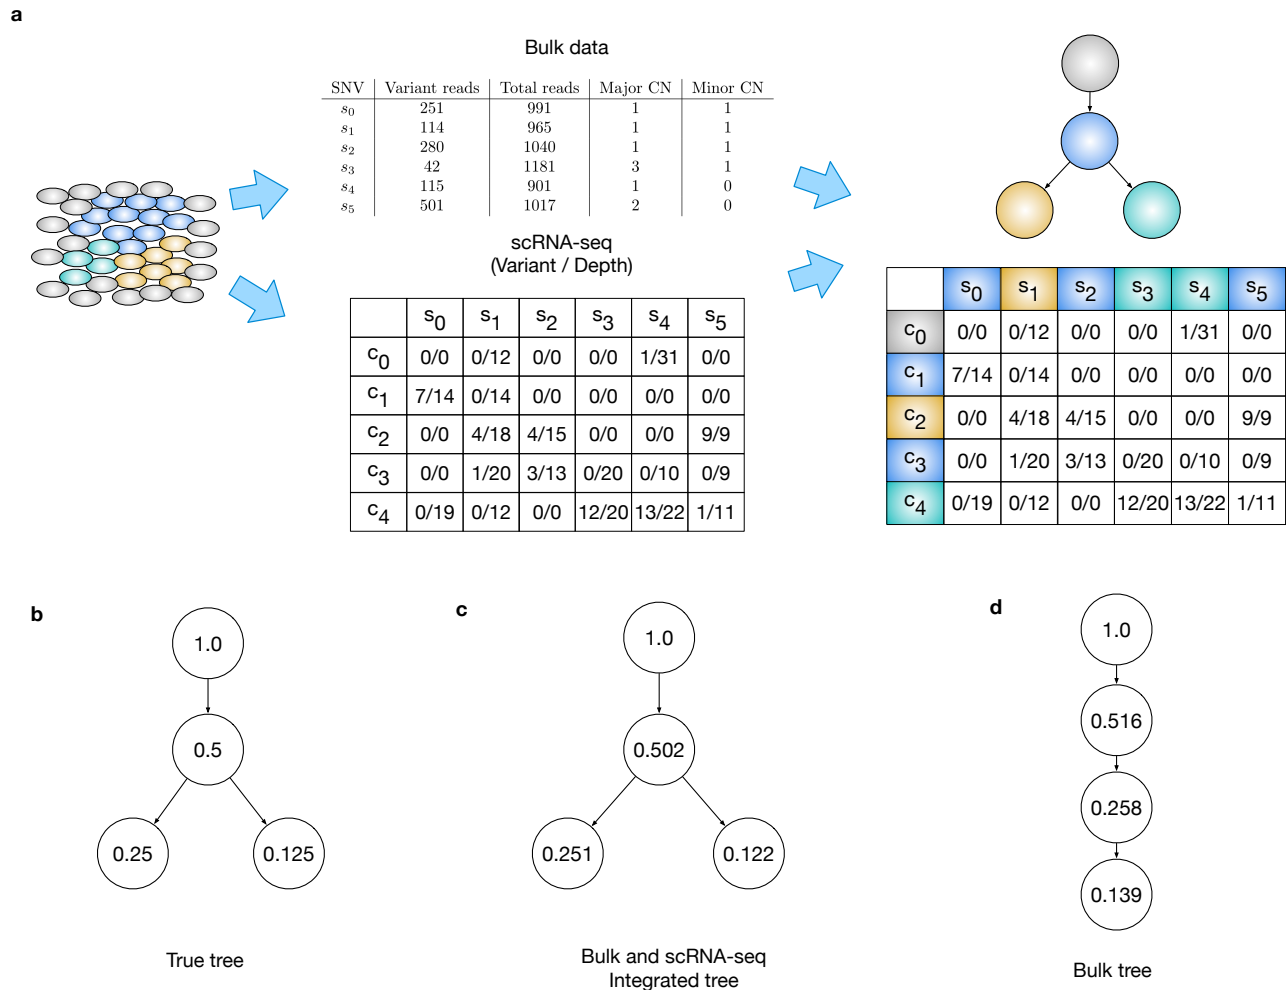 a
Bulk data
SNV Variant reads Total reads Major CN Minor CN
s0 251 991 1 1
s1 114 965 1 1
s2 280 1040 1 1
s3 42 1181 3 1
s4 115 901 1 0
s5 501 1017 2 0
scRNA-seq
(Variant / Depth)
s0 s1 s2 s3 s4 s5
c0 0/0 0/12 0/0 0/0 1/31 0/0
c1 7/14 0/14 0/0 0/0 0/0 0/0
c2 0/0 4/18 4/15 0/0 0/0 9/9
c3 0/0 1/20 3/13 0/20 0/10 0/9
c4 0/19 0/12 0/0 12/20 13/22 1/11
s0 s1 s2 s3 s4 s5
c0 0/0 0/12 0/0 0/0 1/31 0/0
c1 7/14 0/14 0/0 0/0 0/0 0/0
c2 0/0 4/18 4/15 0/0 0/0 9/9
c3 0/0 1/20 3/13 0/20 0/10 0/9
c4 0/19 0/12 0/0 12/20 13/22 1/11
b
1.0
0.5
0.25 0.125
True tree
c
1.0
0.502
0.251 0.122
Bulk and scRNA-seq
Integrated tree
d
1.0
0.516
0.258
0.139
Bulk tree